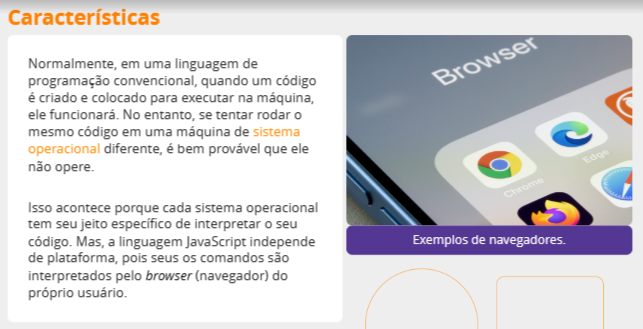 Características
Normalmente, em uma linguagem de
programação convencional, quando um código
é criado e colocado para executar na máquina,
ele funcionará. No entanto, se tentar rodar o
mesmo código em uma máquina de sistema
operacional diferente, é bem provável que ele
não opere.
Isso acontece porque cada sistema operacional
tem seu jeito específico de interpretar o seu
código. Mas, a linguagem JavaScript independe
de plataforma, pois seus os comandos são
interpretados pelo browser (navegador) do
próprio usuário.
Browser
Chrome
Edge
Exemplos de navegadores.